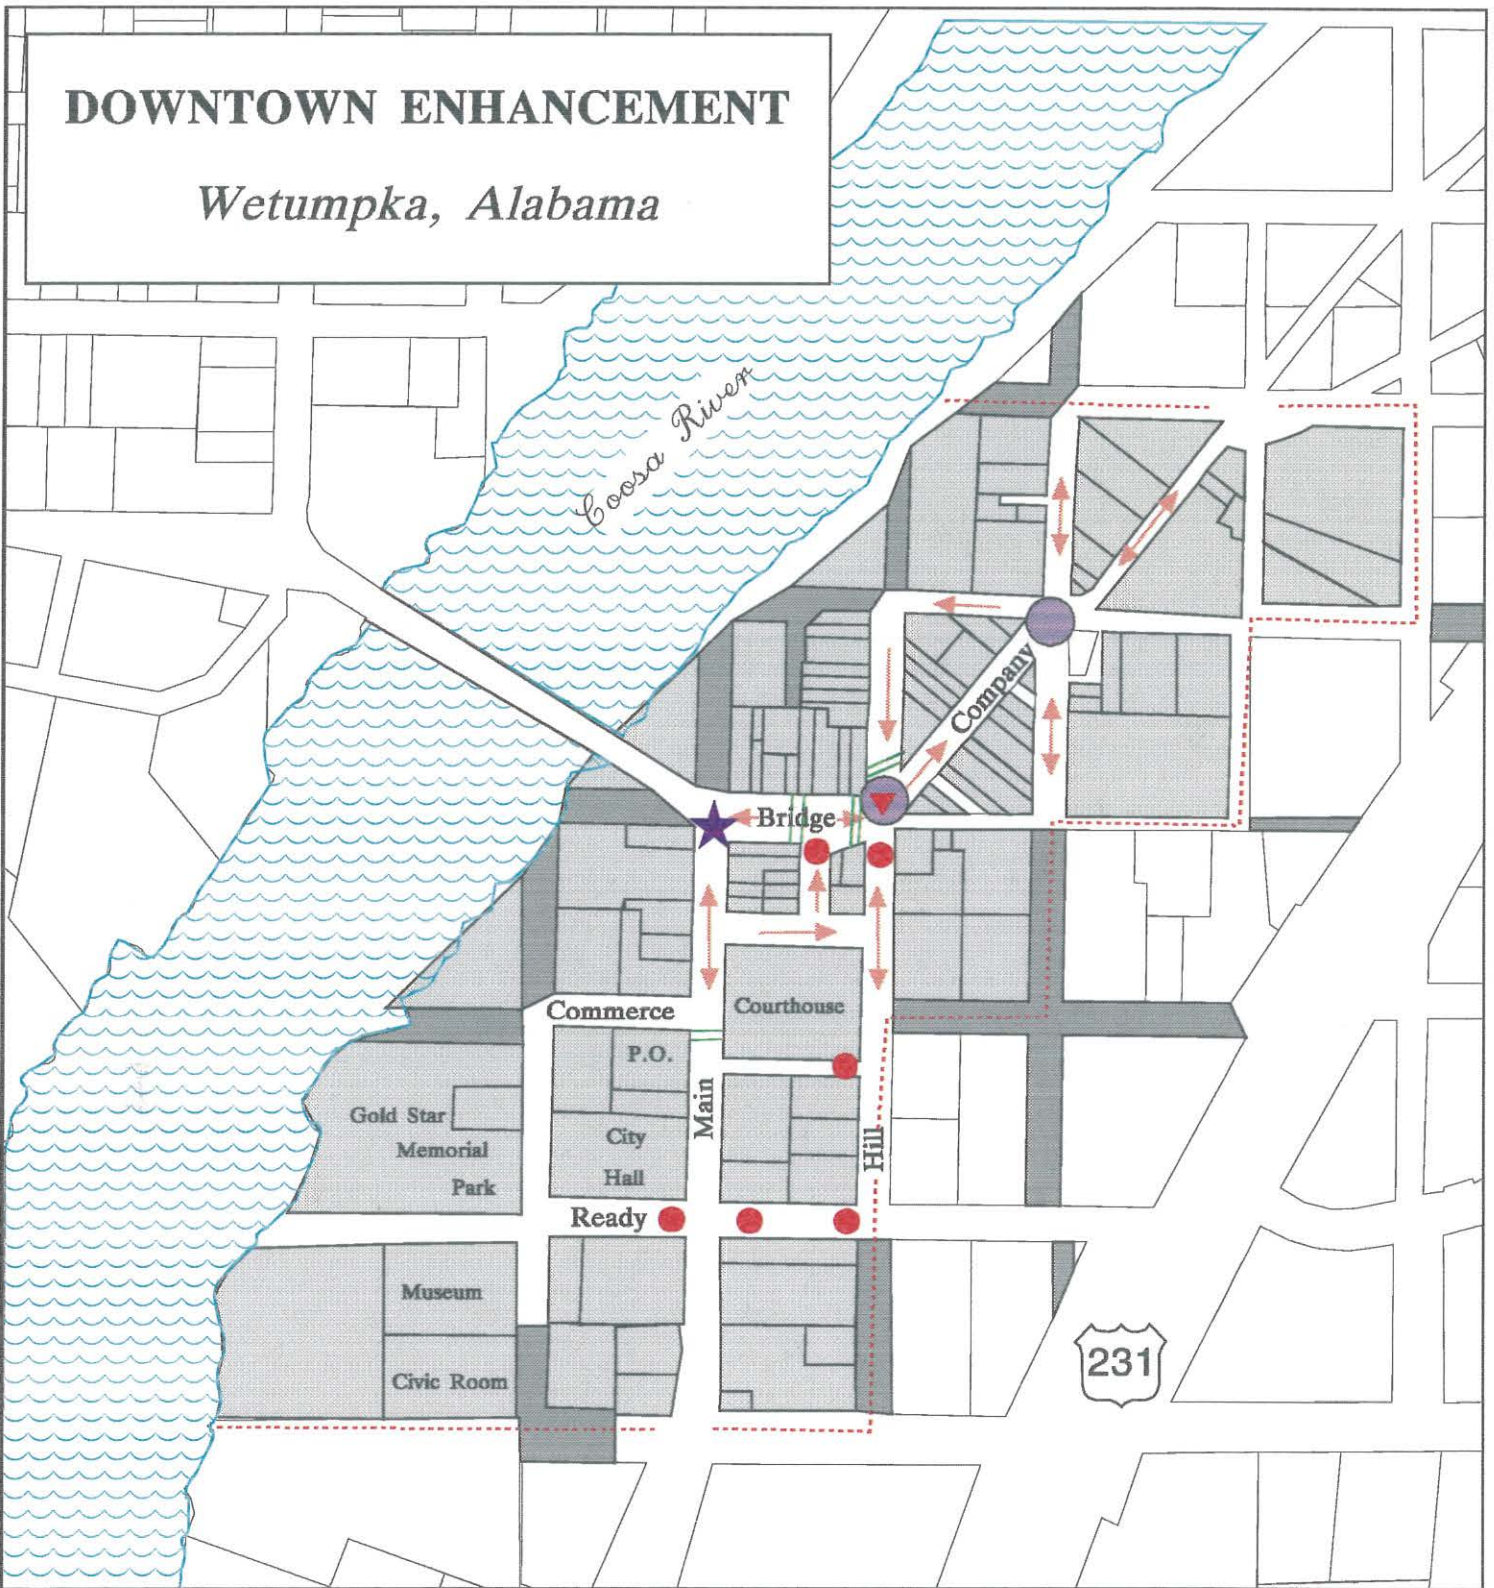 DOWNTOWN ENHANCEMENT
Wetumpka, Alabama
Coosa River
Company
Bridge
Commerce
Courthouse
P.O.
Main
Gold Star
Memorial
Park
City
Hall
Hill
Ready
Museum
Civic Room
231